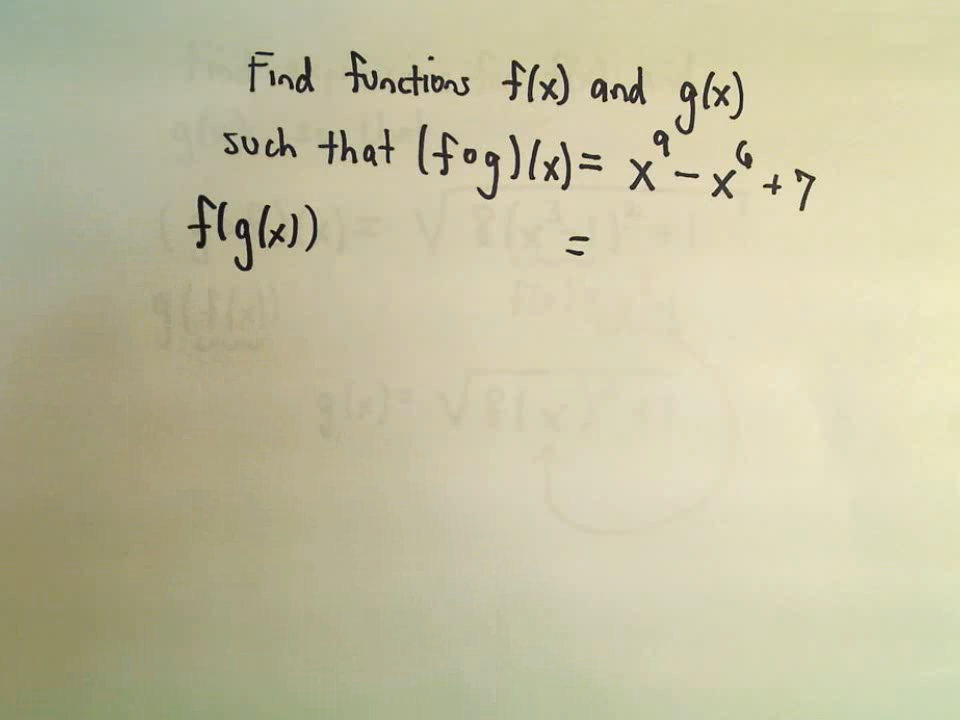 Find functions f(x) and g(x)
such that (f∘g)(x) = x⁹ - x⁶ + 7
f(g(x)) =